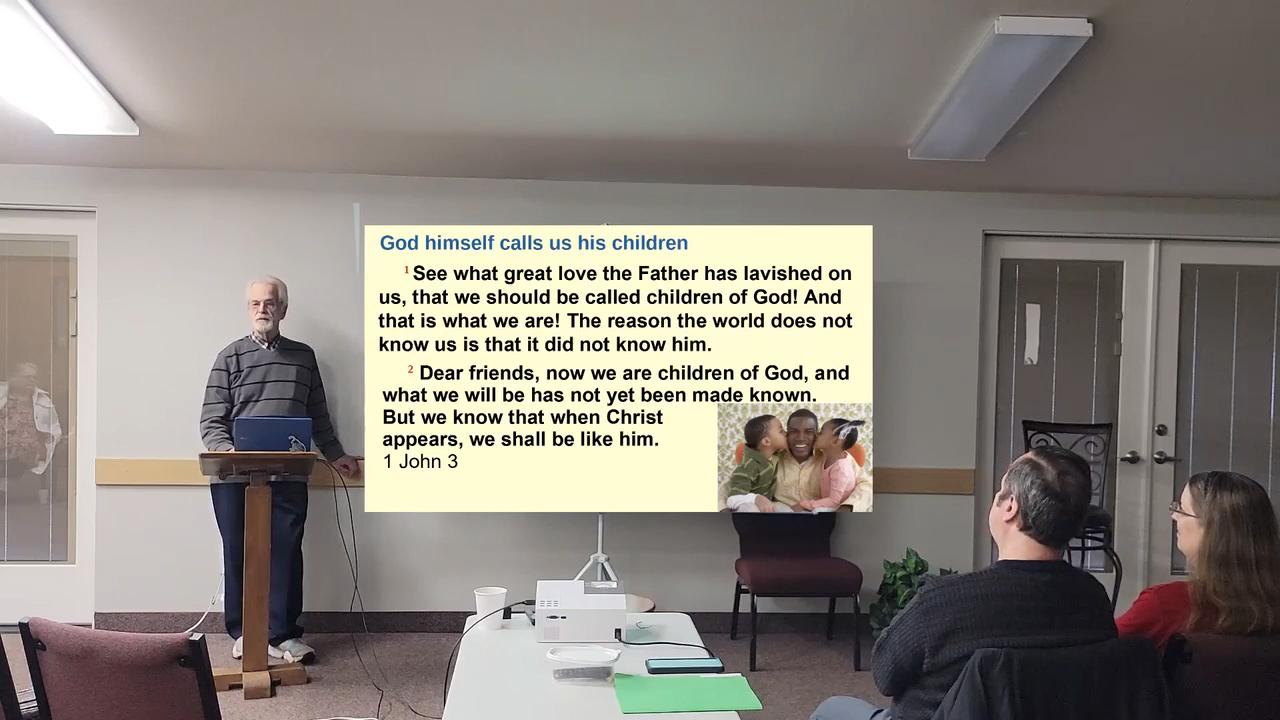 God himself calls us his children
1 See what great love the Father has lavished on
us, that we should be called children of God! And
that is what we are! The reason the world does not
know us is that it did not know him.
2 Dear friends, now we are children of God, and
what we will be has not yet been made known.
But we know that when Christ
appears, we shall be like him.
1 John 3